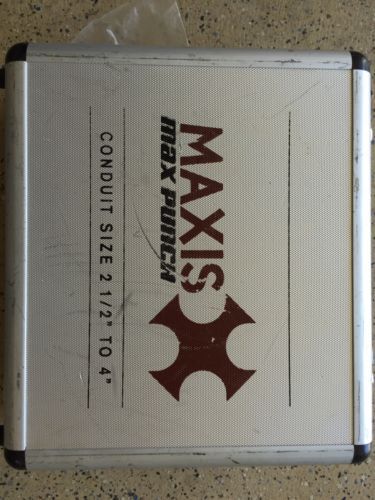 MAXIS
MAX PUNCH
CONDUIT SIZE 2 1/2" TO 4"